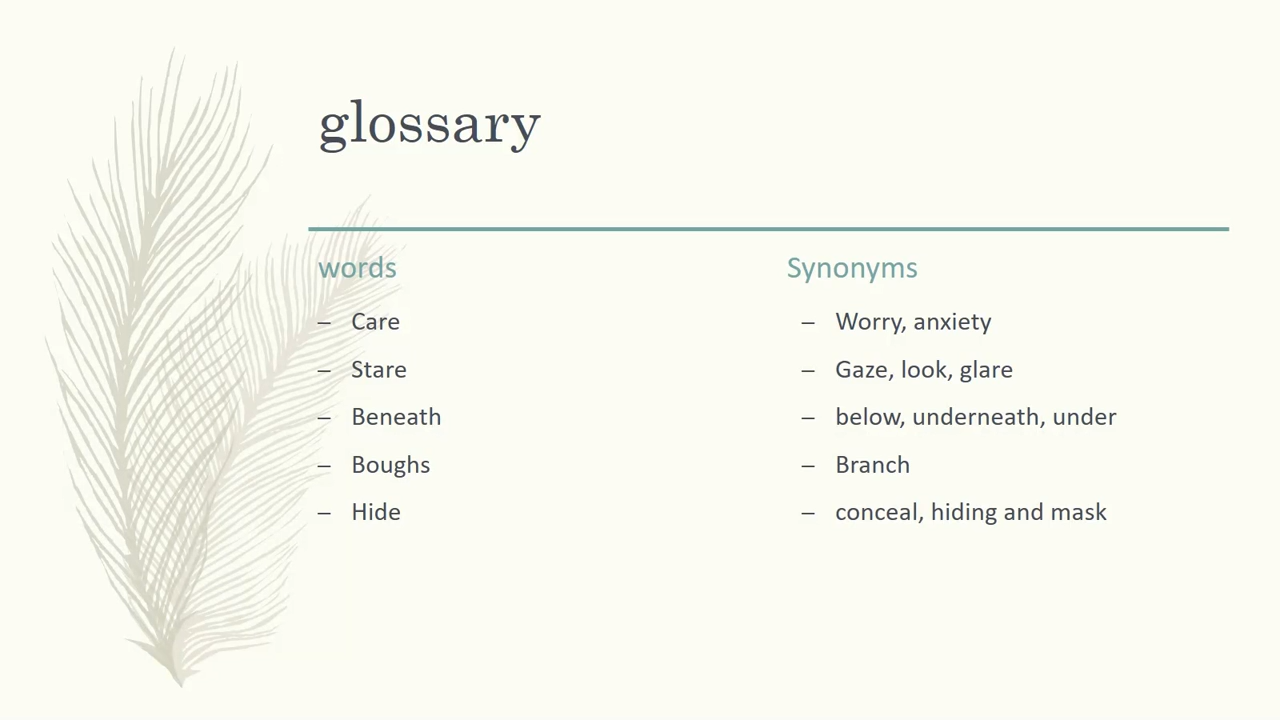 glossary
words
– Care
– Stare
– Beneath
– Boughs
– Hide
Synonyms
– Worry, anxiety
– Gaze, look, glare
– below, underneath, under
– Branch
– conceal, hiding and mask